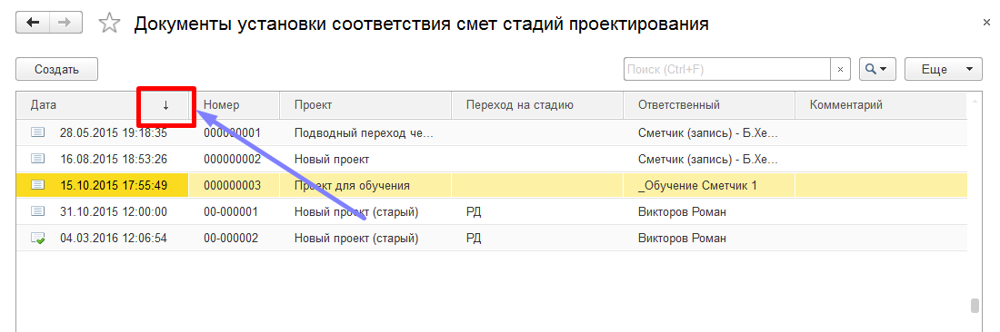 Документы установки соответствия смет стадий проектирования
Создать Поиск (Ctrl+F) Еще
Дата Номер Проект Переход на стадию Ответственный Комментарий
28.05.2015 19:18:35 000000001 Подводный переход че... Сметчик (запись) - Б.Хе...
16.08.2015 18:53:26 000000002 Новый проект Сметчик (запись) - Б.Хе...
15.10.2015 17:55:49 000000003 Проект для обучения _Обучение Сметчик 1
31.10.2015 12:00:00 00-000001 Новый проект (старый) РД Викторов Роман
04.03.2016 12:06:54 00-000002 Новый проект (старый) РД Викторов Роман